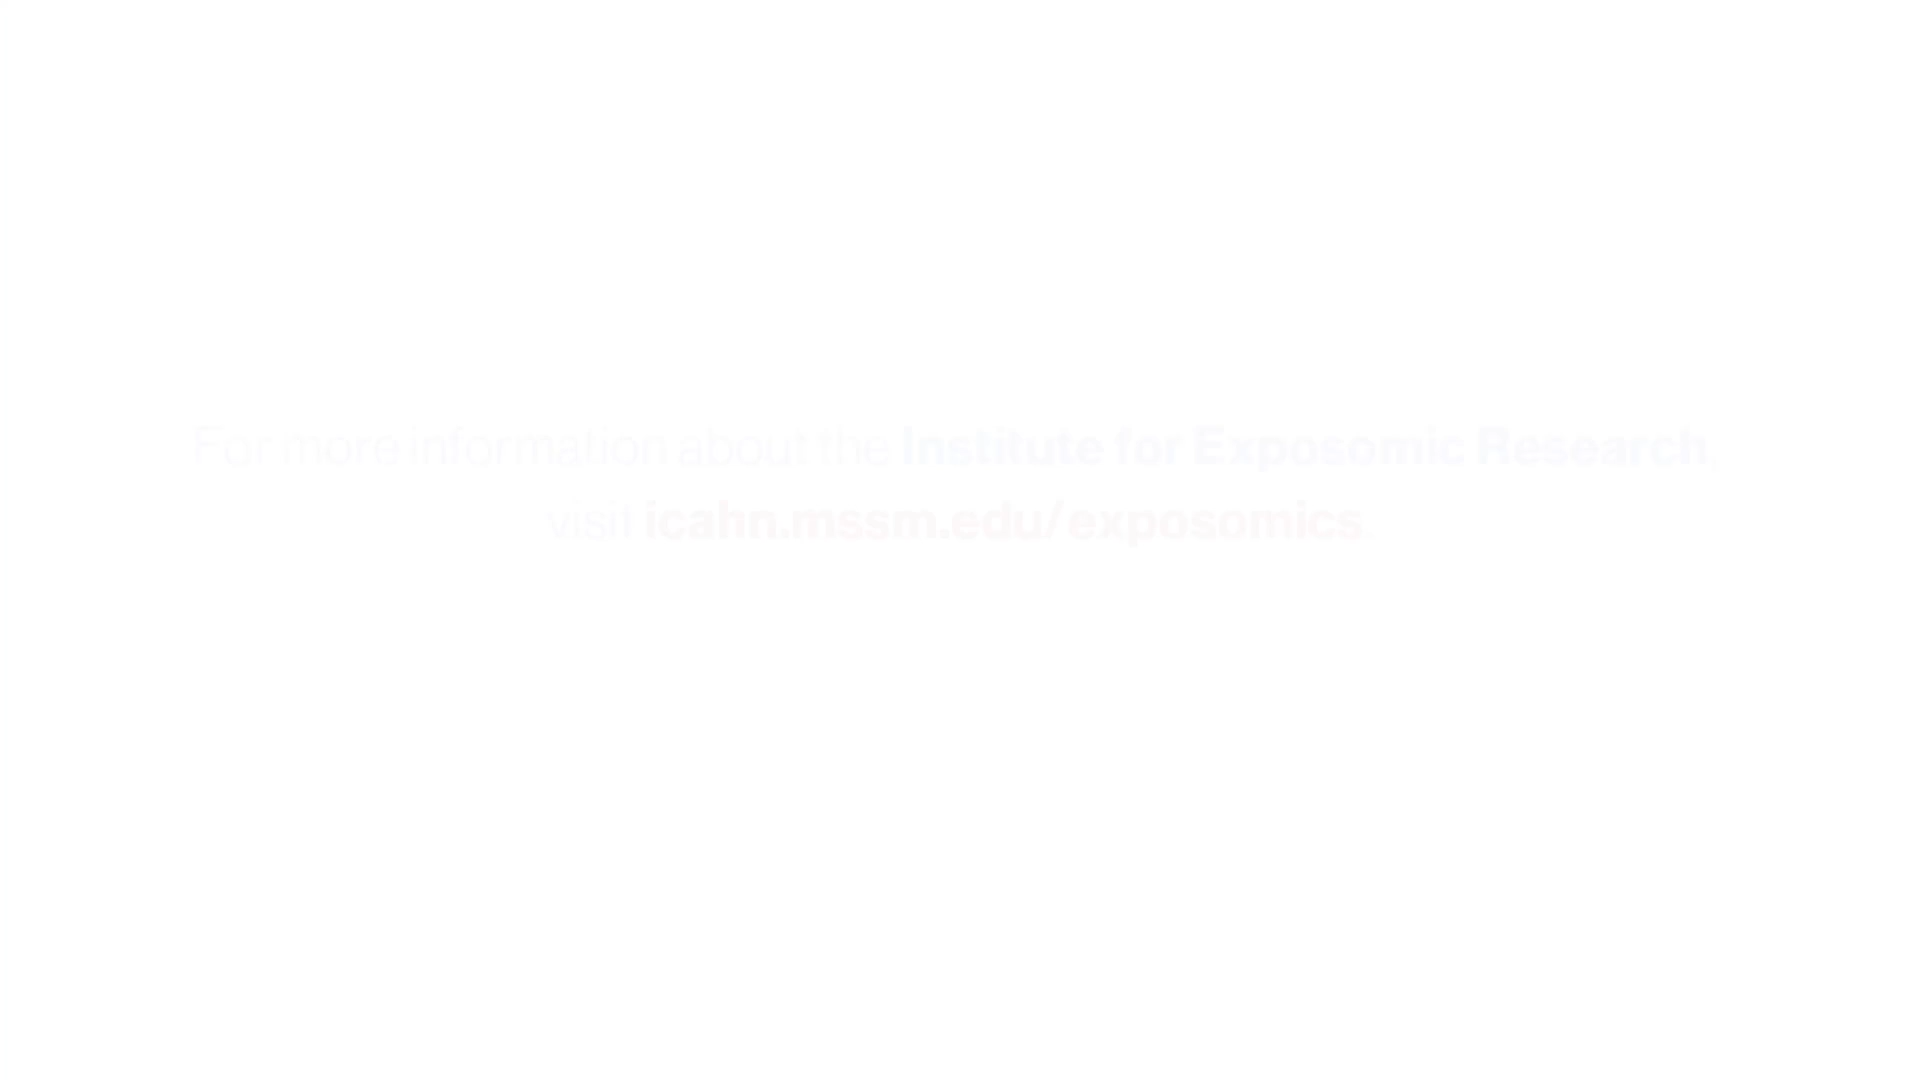 For more information about the Institute for Exposomic Research,
visit icahn.mssm.edu/exposomics.